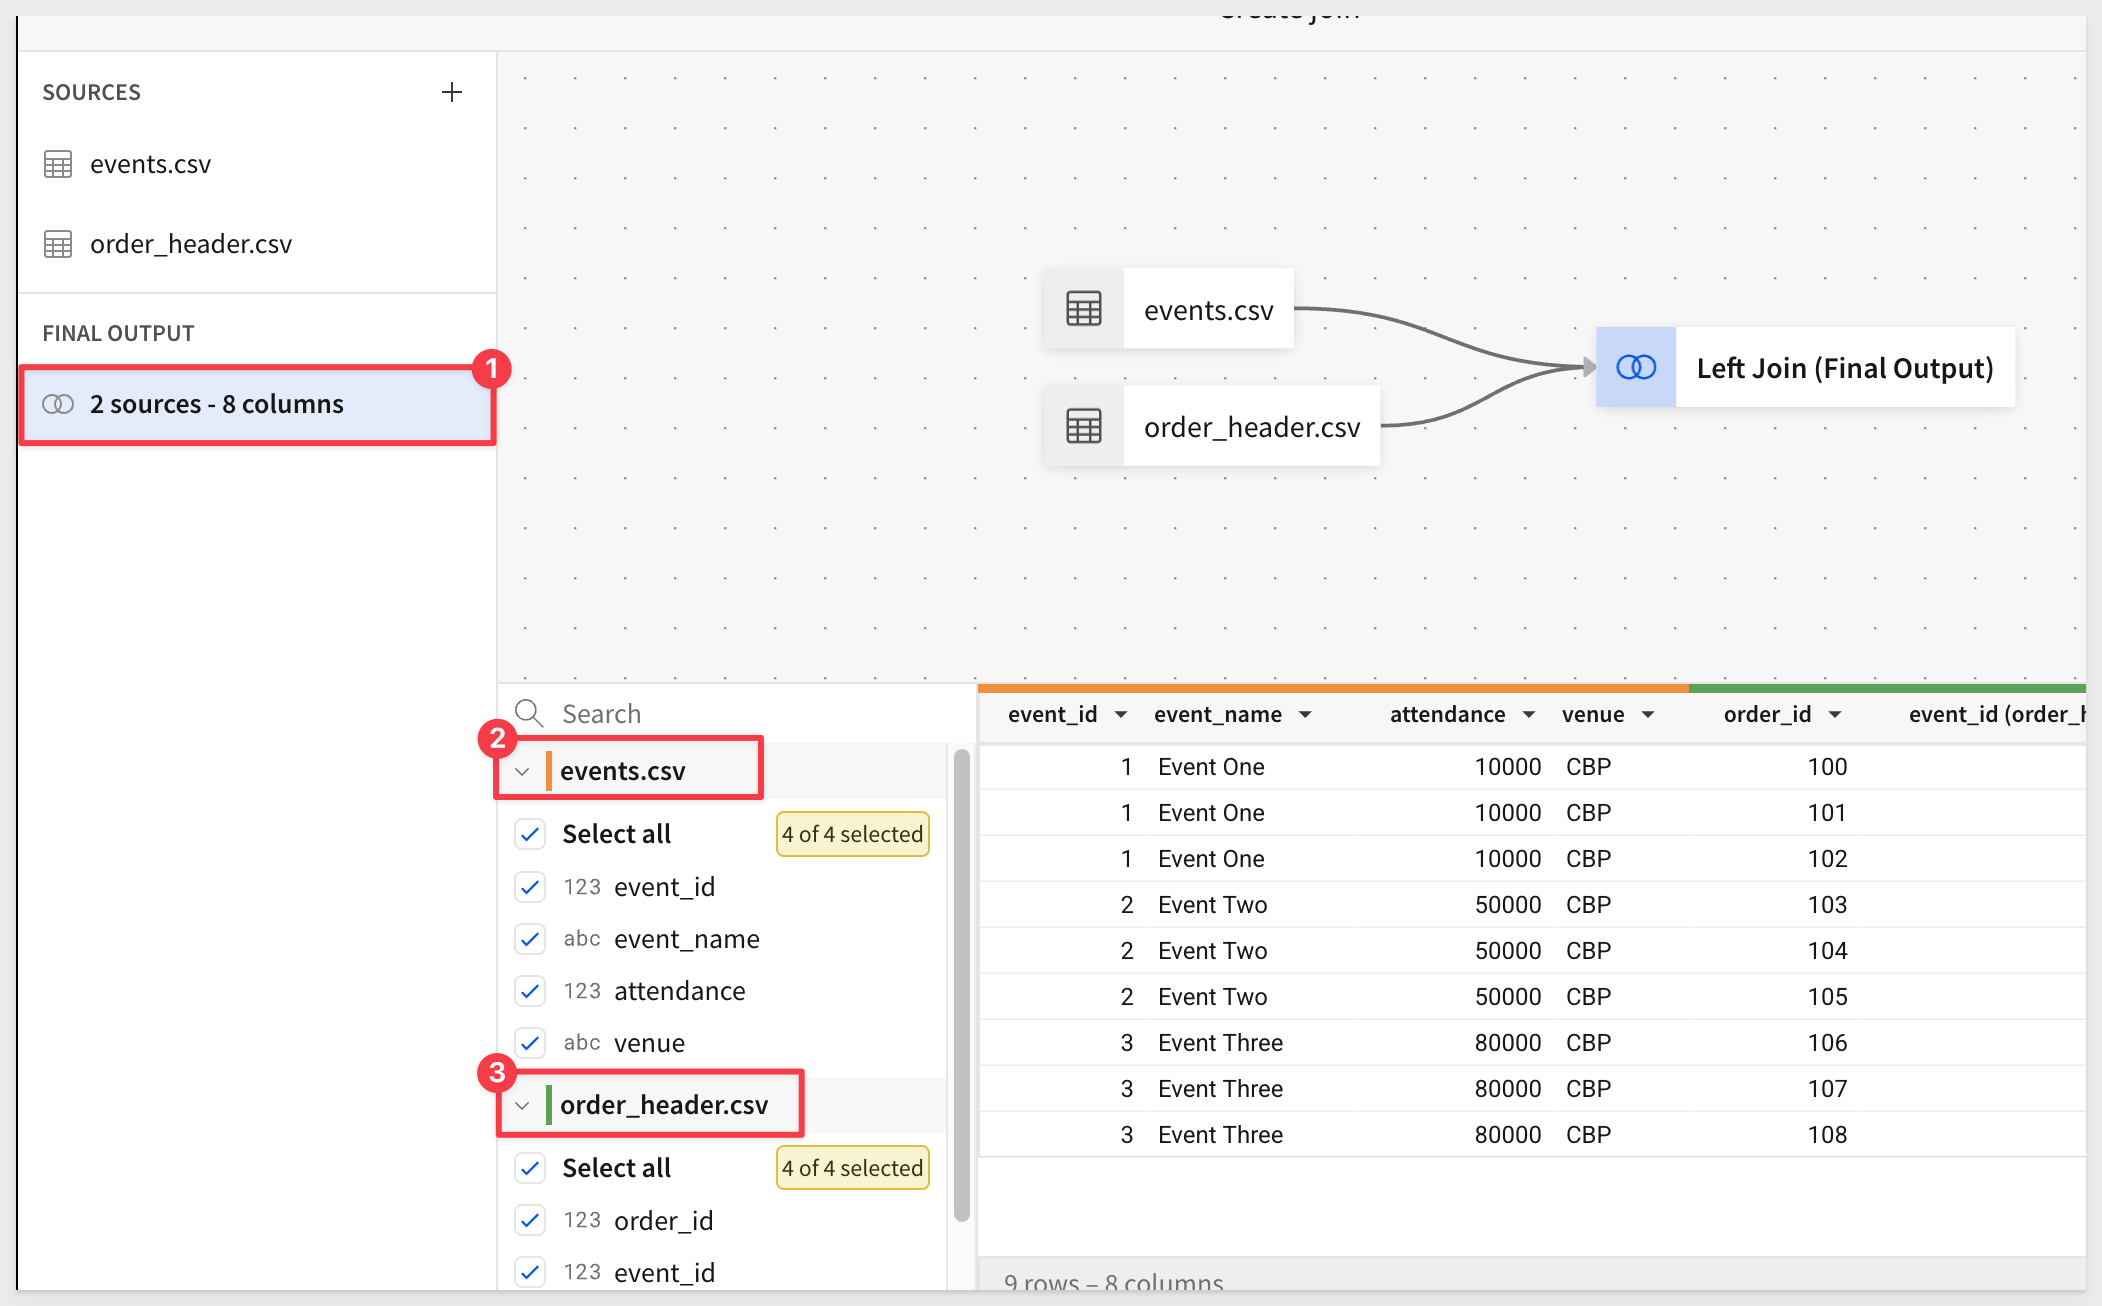 Create join
SOURCES
events.csv
order_header.csv
FINAL OUTPUT
1
2 sources - 8 columns
events.csv
order_header.csv
Left Join (Final Output)
Search
2
events.csv
Select all 4 of 4 selected
123 event_id
abc event_name
123 attendance
abc venue
3
order_header.csv
Select all 4 of 4 selected
123 order_id
123 event_id
event_id event_name attendance venue order_id event_id (order_h
1 Event One 10000 CBP 100
1 Event One 10000 CBP 101
1 Event One 10000 CBP 102
2 Event Two 50000 CBP 103
2 Event Two 50000 CBP 104
2 Event Two 50000 CBP 105
3 Event Three 80000 CBP 106
3 Event Three 80000 CBP 107
3 Event Three 80000 CBP 108
9 rows – 8 columns